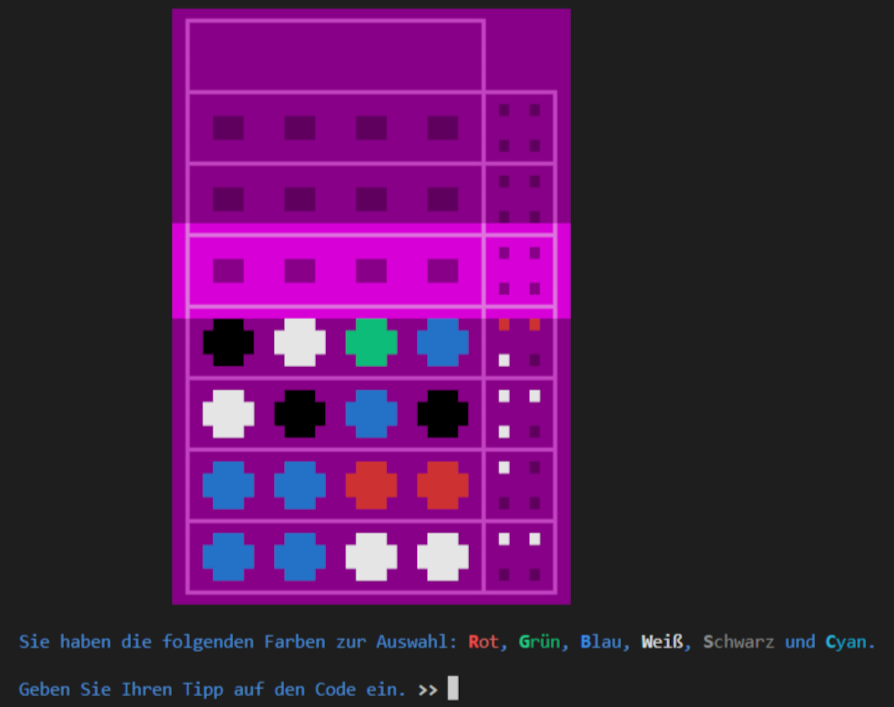 Sie haben die folgenden Farben zur Auswahl: Rot, Grün, Blau, Weiß, Schwarz und Cyan.
Geben Sie Ihren Tipp auf den Code ein. >>